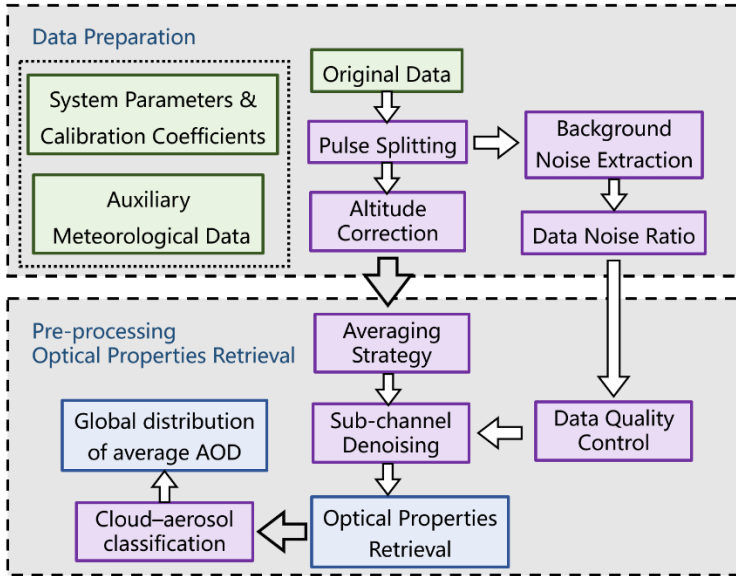 Data Preparation
System Parameters &
Calibration Coefficients
Auxiliary
Meteorological Data
Original Data
Pulse Splitting
Altitude
Correction
Background
Noise Extraction
Data Noise Ratio
Pre-processing
Optical Properties Retrieval
Averaging
Strategy
Sub-channel
Denoising
Data Quality
Control
Optical Properties
Retrieval
Cloud–aerosol
classification
Global distribution
of average AOD